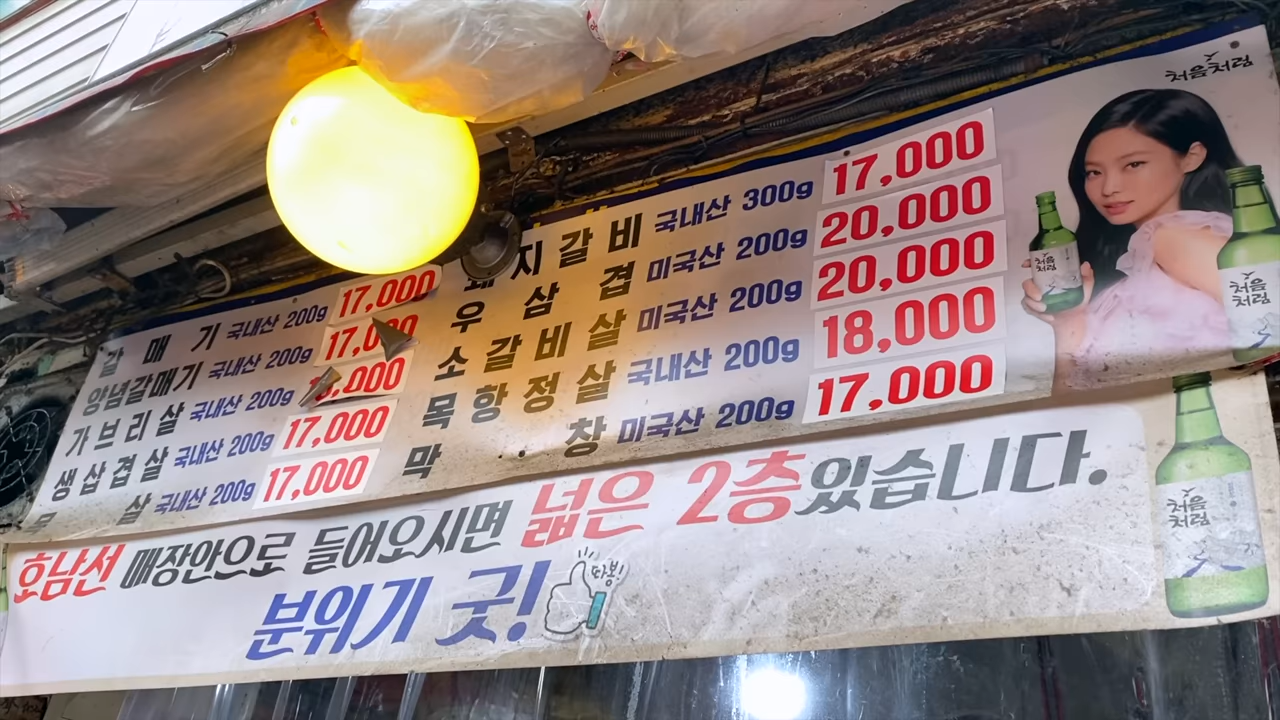 처음처럼
갈매기 국내산 200g 17,000
양념갈매기 국내산 200g 17,0
가브리살 국내산 200g ,000
생삼겹살 국내산 200g 17,000
살 국내산 200g 17,000
돼지갈비 국내산 300g 17,000
우삼겹 미국산 200g 20,000
소갈비살 미국산 200g 20,000
목항정살 국내산 200g 18,000
막창 미국산 200g 17,000
처음
처럼
처음
처럼
호남선 매장안으로 들어오시면 넓은 2층있습니다.
분위기 굿!
따봉!
처음
처럼